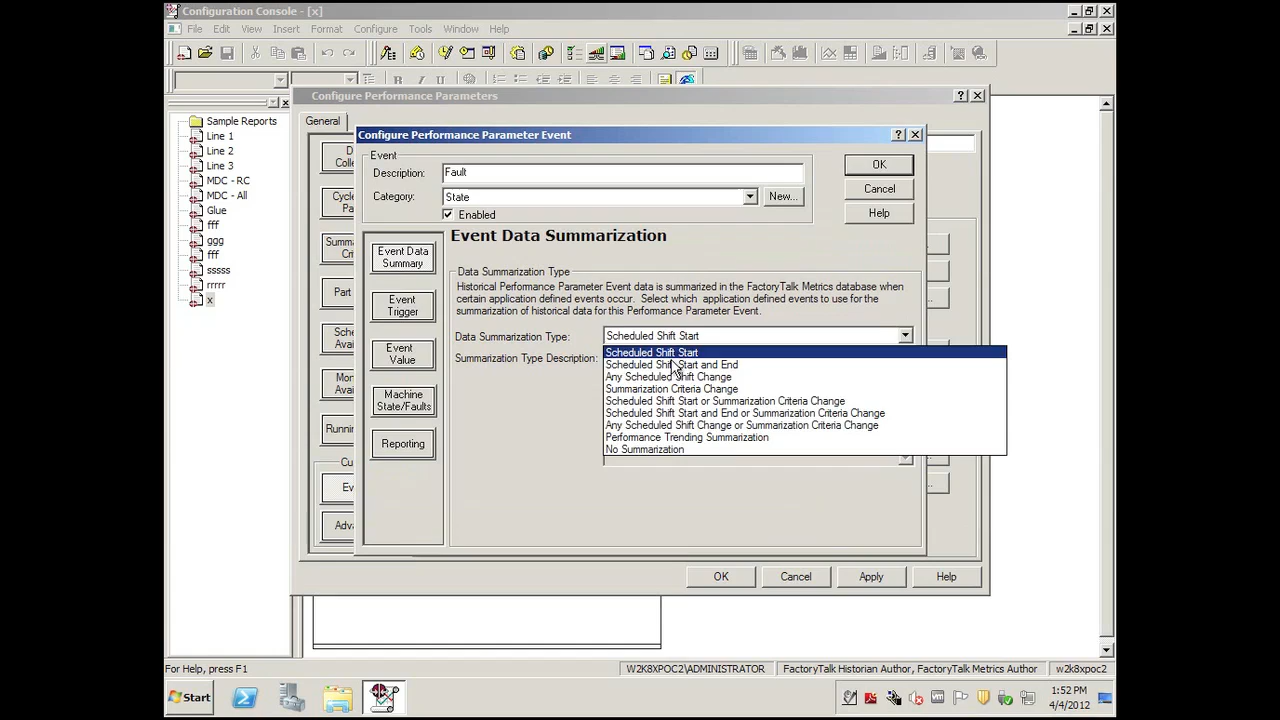 Configuration Console - [x]
File Edit View Insert Format Configure Tools Window Help
B I U
Sample Reports
Line 1
Line 2
Line 3
MDC - RC
MDC - All
Glue
fff
ggg
fff
sssss
rrrrr
x
Configure Performance Parameters
General
Configure Performance Parameter Event
Event
Description: Fault
Category: State New...
Enabled
OK
Cancel
Help
Event Data Summary
Event Trigger
Event Value
Machine State/Faults
Reporting
Event Data Summarization
Data Summarization Type
Historical Performance Parameter Event data is summarized in the FactoryTalk Metrics database when
certain application defined events occur. Select which application defined events to use for the
summarization of historical data for this Performance Parameter Event.
Data Summarization Type: Scheduled Shift Start
Summarization Type Description:
Scheduled Shift Start
Scheduled Shift Start and End
Any Scheduled Shift Change
Summarization Criteria Change
Scheduled Shift Start or Summarization Criteria Change
Scheduled Shift Start and End or Summarization Criteria Change
Any Scheduled Shift Change or Summarization Criteria Change
Performance Trending Summarization
No Summarization
Part
OK Cancel Apply Help
For Help, press F1 W2K8XPOC2\ADMINISTRATOR FactoryTalk Historian Author, FactoryTalk Metrics Author w2k8xpoc2
Start
1:52 PM
4/4/2012